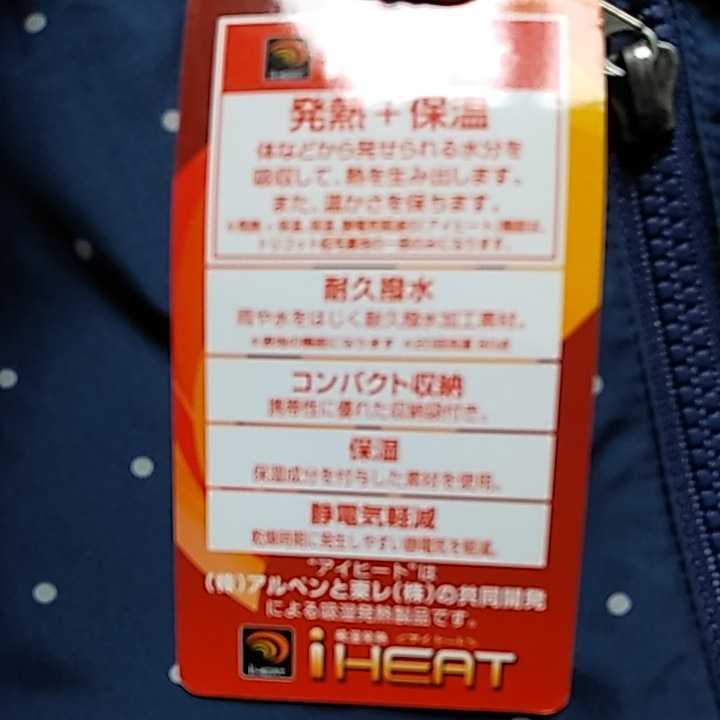 発熱+保温
体などから発せられる水分を
吸収して、熱を生み出します。
また、温かさを保ちます。
耐久撥水
雨や水をはじく耐久撥水加工素材。
コンパクト収納
携帯性に優れた収納袋付き。
保温
保温成分を付与した素材を使用。
静電気軽減
乾燥時期に発生しやすい静電気を軽減。
"アイヒート"は
(株)アルペンと東レ(株)の共同開発
による吸湿発熱製品です。
iHEAT